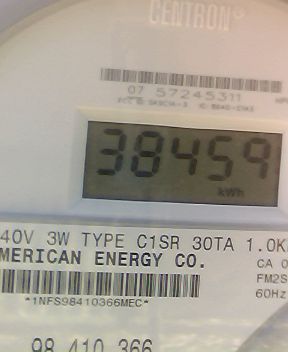 CENTRON®
07 57245311
38459
kWh
40V 3W TYPE C1SR 30TA 1.0K
MERICAN ENERGY CO.
CA 0
FM2S
60Hz
*1NFS98410366MEC*
98 410 366